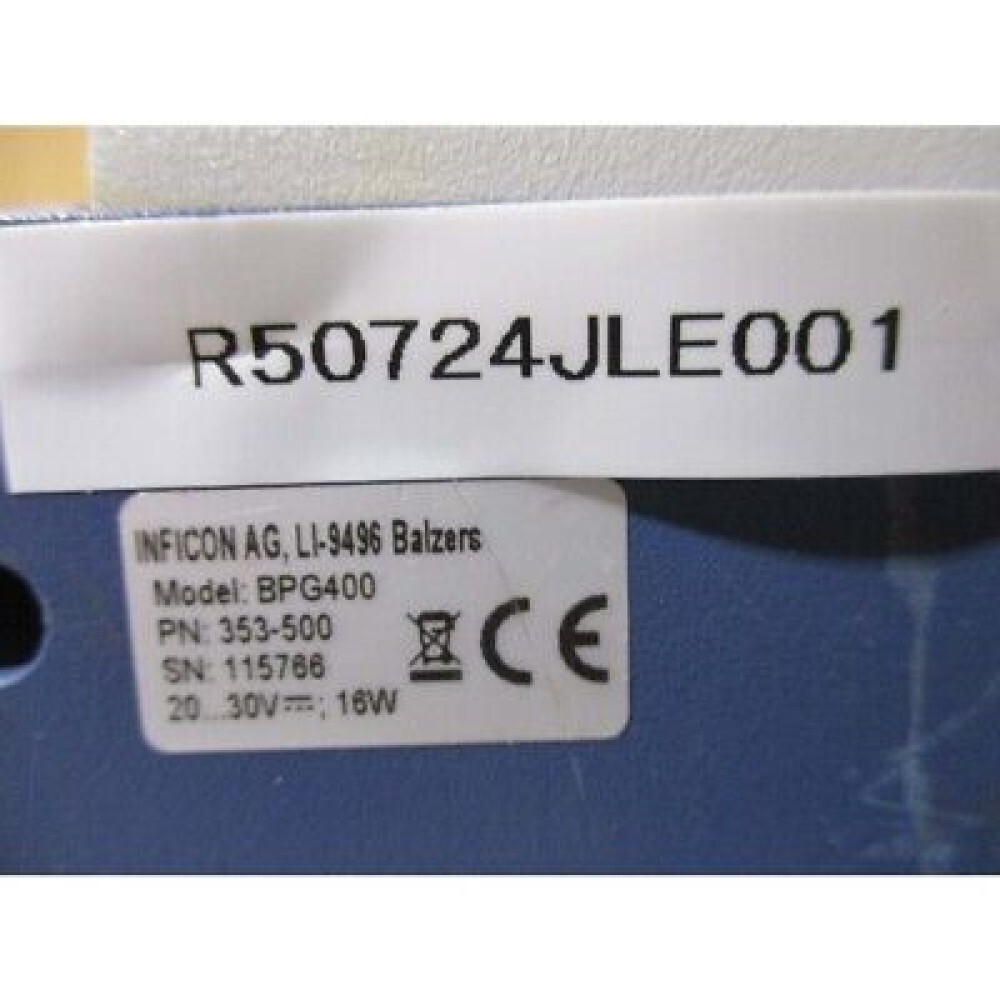 R50724JLE001
INFICON AG, LI-9496 Balzers
Model: BPG400
PN: 353-500
SN: 115766
20...30V⎓; 16W
CE